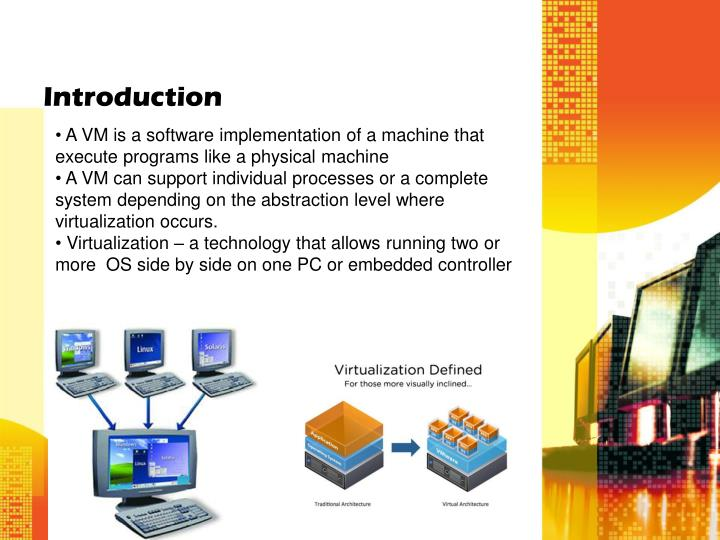 Introduction
• A VM is a software implementation of a machine that
execute programs like a physical machine
• A VM can support individual processes or a complete
system depending on the abstraction level where
virtualization occurs.
• Virtualization – a technology that allows running two or
more  OS side by side on one PC or embedded controller
Windows
Linux
Solaris
Windows
Linux
Solaris
Virtualization Defined
For those more visually inclined...
Application
Operating System
VMware
Traditional Architecture
Virtual Architecture